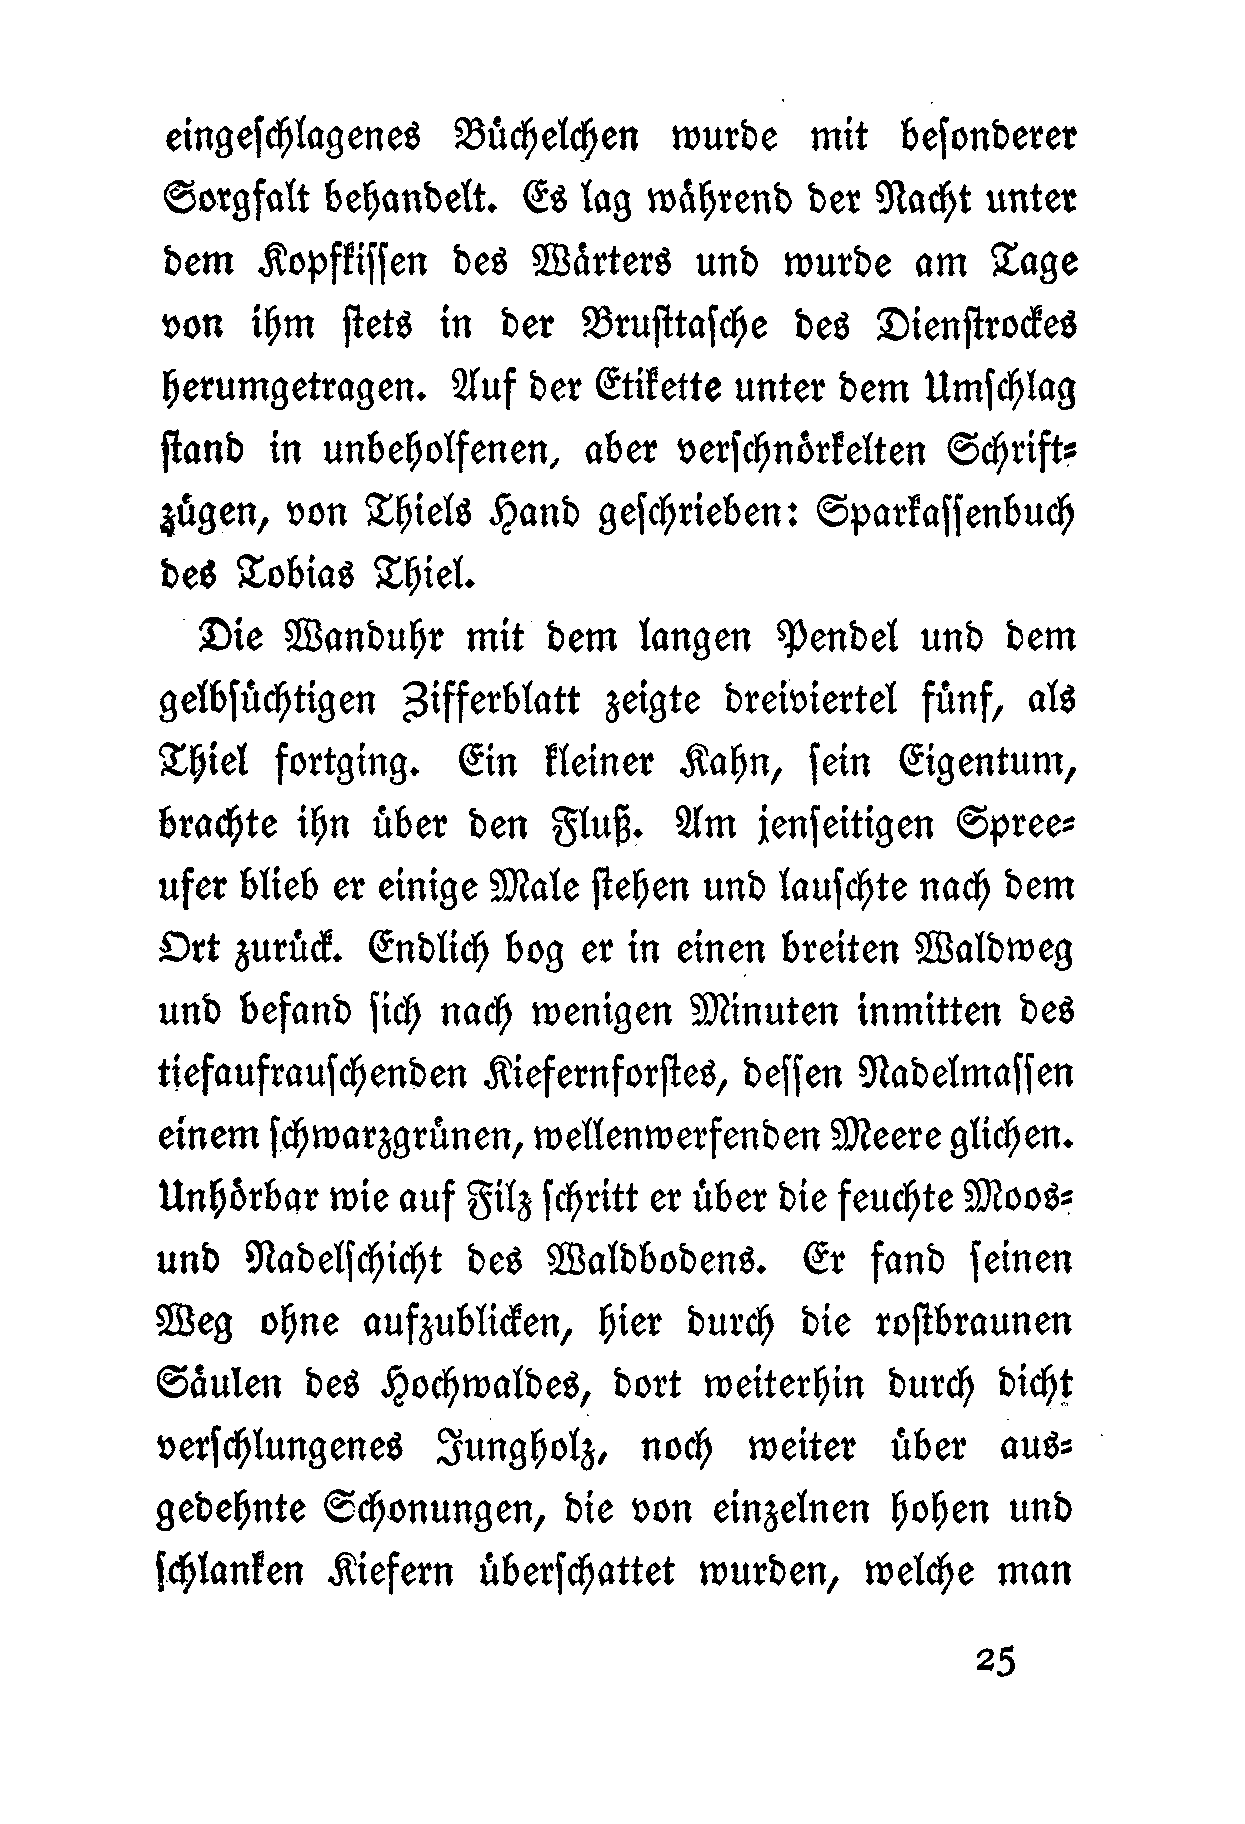 eingeſchlagenes Büchelchen wurde mit beſonderer
Sorgfalt behandelt. Es lag während der Nacht unter
dem Kopfkiſſen des Wärters und wurde am Tage
von ihm ſtets in der Bruſttaſche des Dienſtrockes
herumgetragen. Auf der Etikette unter dem Umſchlag
ſtand in unbeholfenen, aber verſchnörkelten Schrift⸗
zügen, von Thiels Hand geſchrieben: Sparkaſſenbuch
des Tobias Thiel.
Die Wanduhr mit dem langen Pendel und dem
gelbſüchtigen Zifferblatt zeigte dreiviertel fünf, als
Thiel fortging. Ein kleiner Kahn, ſein Eigentum,
brachte ihn über den Fluß. Am jenſeitigen Spree⸗
ufer blieb er einige Male ſtehen und lauſchte nach dem
Ort zurück. Endlich bog er in einen breiten Waldweg
und befand ſich nach wenigen Minuten inmitten des
tiefaufrauſchenden Kiefernforſtes, deſſen Nadelmaſſen
einem ſchwarzgrünen, wellenwerfenden Meere glichen.
Unhörbar wie auf Filz ſchritt er über die feuchte Moos⸗
und Nadelſchicht des Waldbodens. Er fand ſeinen
Weg ohne aufzublicken, hier durch die roſtbraunen
Säulen des Hochwaldes, dort weiterhin durch dicht
verſchlungenes Jungholz, noch weiter über aus⸗
gedehnte Schonungen, die von einzelnen hohen und
ſchlanken Kiefern überſchattet wurden, welche man
25